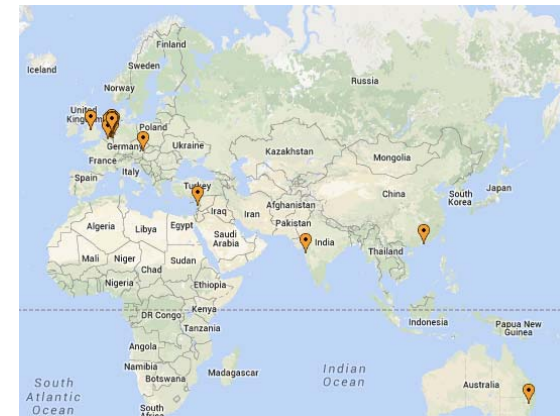 Iceland
Finland
Sweden
Norway
Russia
United
Kingdom
Poland
Germany
Ukraine
France
Kazakhstan
Mongolia
Italy
Spain
Turkey
China
South
Korea
Japan
Afghanistan
Iraq
Iran
Pakistan
Algeria
Libya
Egypt
Saudi
Arabia
India
Mali
Niger
Sudan
Thailand
Chad
Nigeria
Ethiopia
Kenya
DR Congo
Indonesia
Papua New
Guinea
Tanzania
Angola
Namibia
Botswana
Madagascar
Indian
Ocean
Australia
South
Atlantic
Ocean
South
Africa